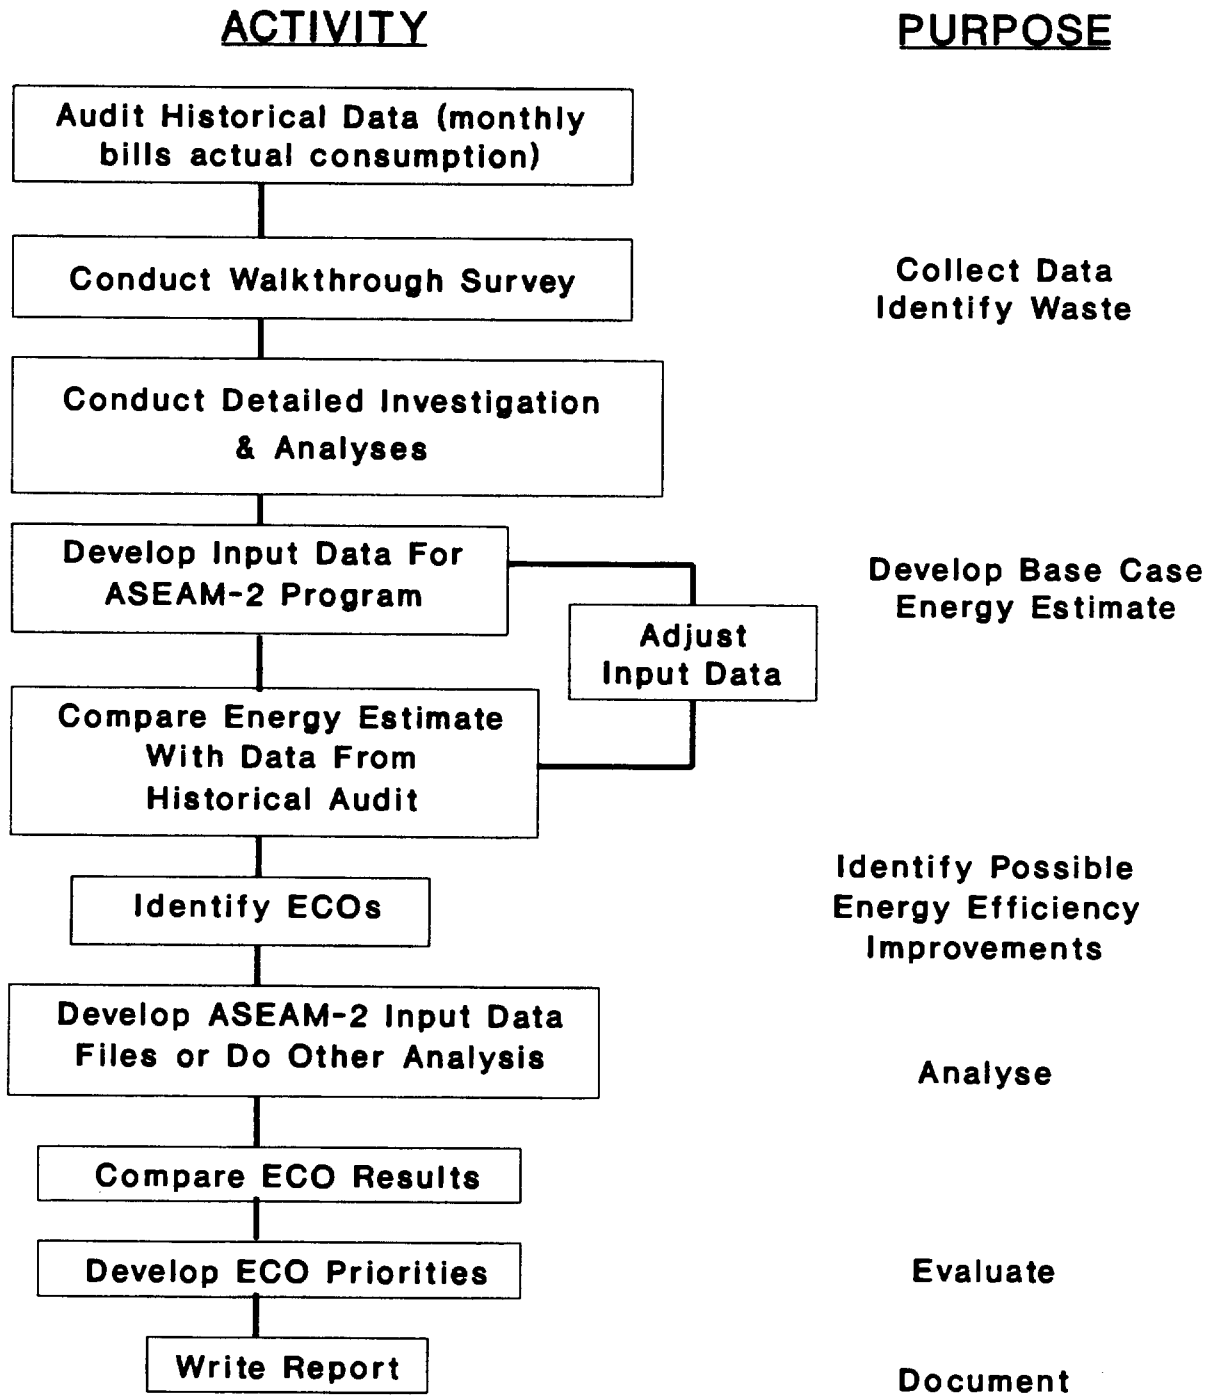 ACTIVITY
PURPOSE
Audit Historical Data (monthly
bills actual consumption)
Conduct Walkthrough Survey
Collect Data
Identify Waste
Conduct Detailed Investigation
& Analyses
Develop Input Data For
ASEAM-2 Program
Adjust
Input Data
Develop Base Case
Energy Estimate
Compare Energy Estimate
With Data From
Historical Audit
Identify ECOs
Identify Possible
Energy Efficiency
Improvements
Develop ASEAM-2 Input Data
Files or Do Other Analysis
Analyse
Compare ECO Results
Develop ECO Priorities
Evaluate
Write Report
Document